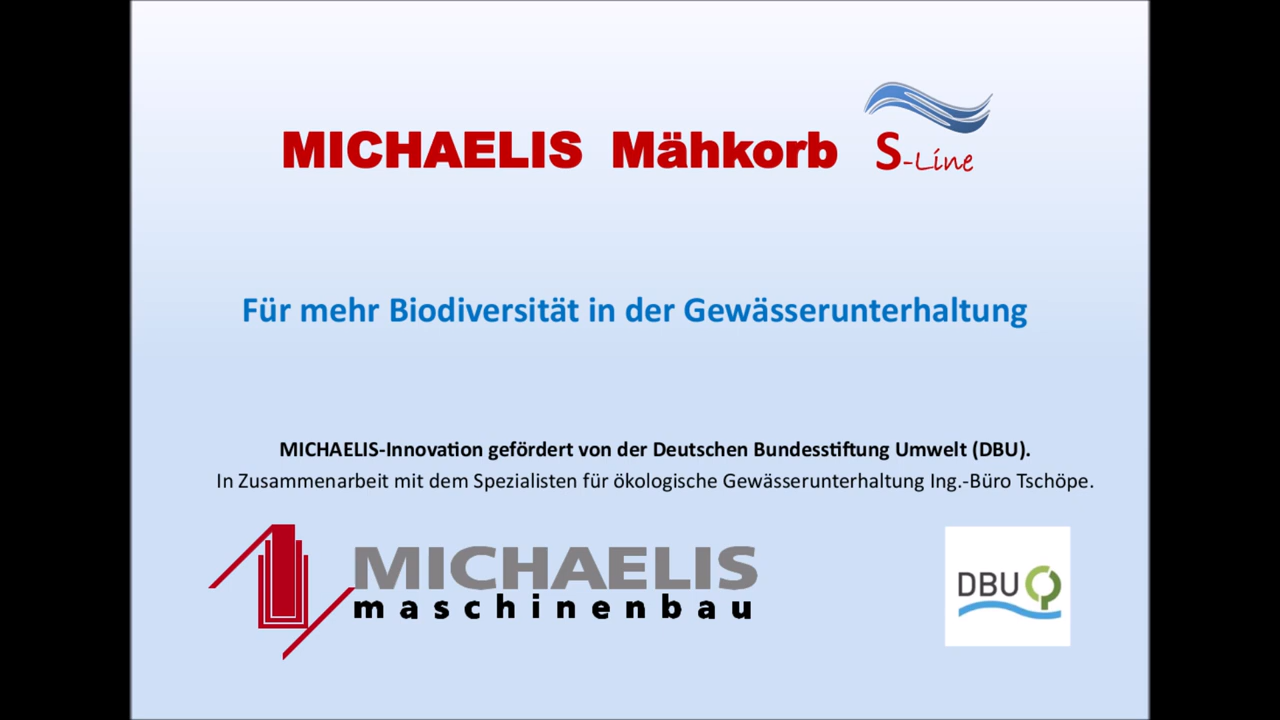 MICHAELIS Mähkorb S-Line
Für mehr Biodiversität in der Gewässerunterhaltung
MICHAELIS-Innovation gefördert von der Deutschen Bundesstiftung Umwelt (DBU).
In Zusammenarbeit mit dem Spezialisten für ökologische Gewässerunterhaltung Ing.-Büro Tschöpe.
MICHAELIS
maschinenbau
DBU